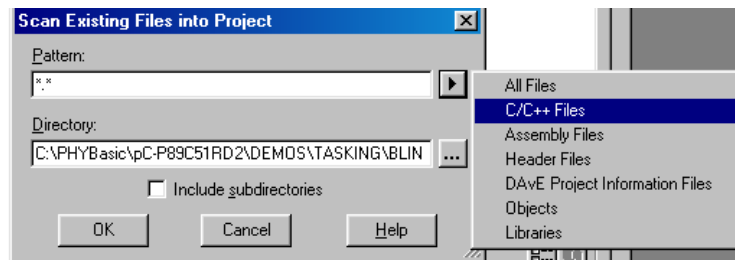 Scan Existing Files into Project
Pattern:
*.*
Directory:
C:\PHYBasic\pC-P89C51RD2\DEMOS\TASKING\BLIN
...
Include subdirectories
OK Cancel Help
All Files
C/C++ Files
Assembly Files
Header Files
DAvE Project Information Files
Objects
Libraries